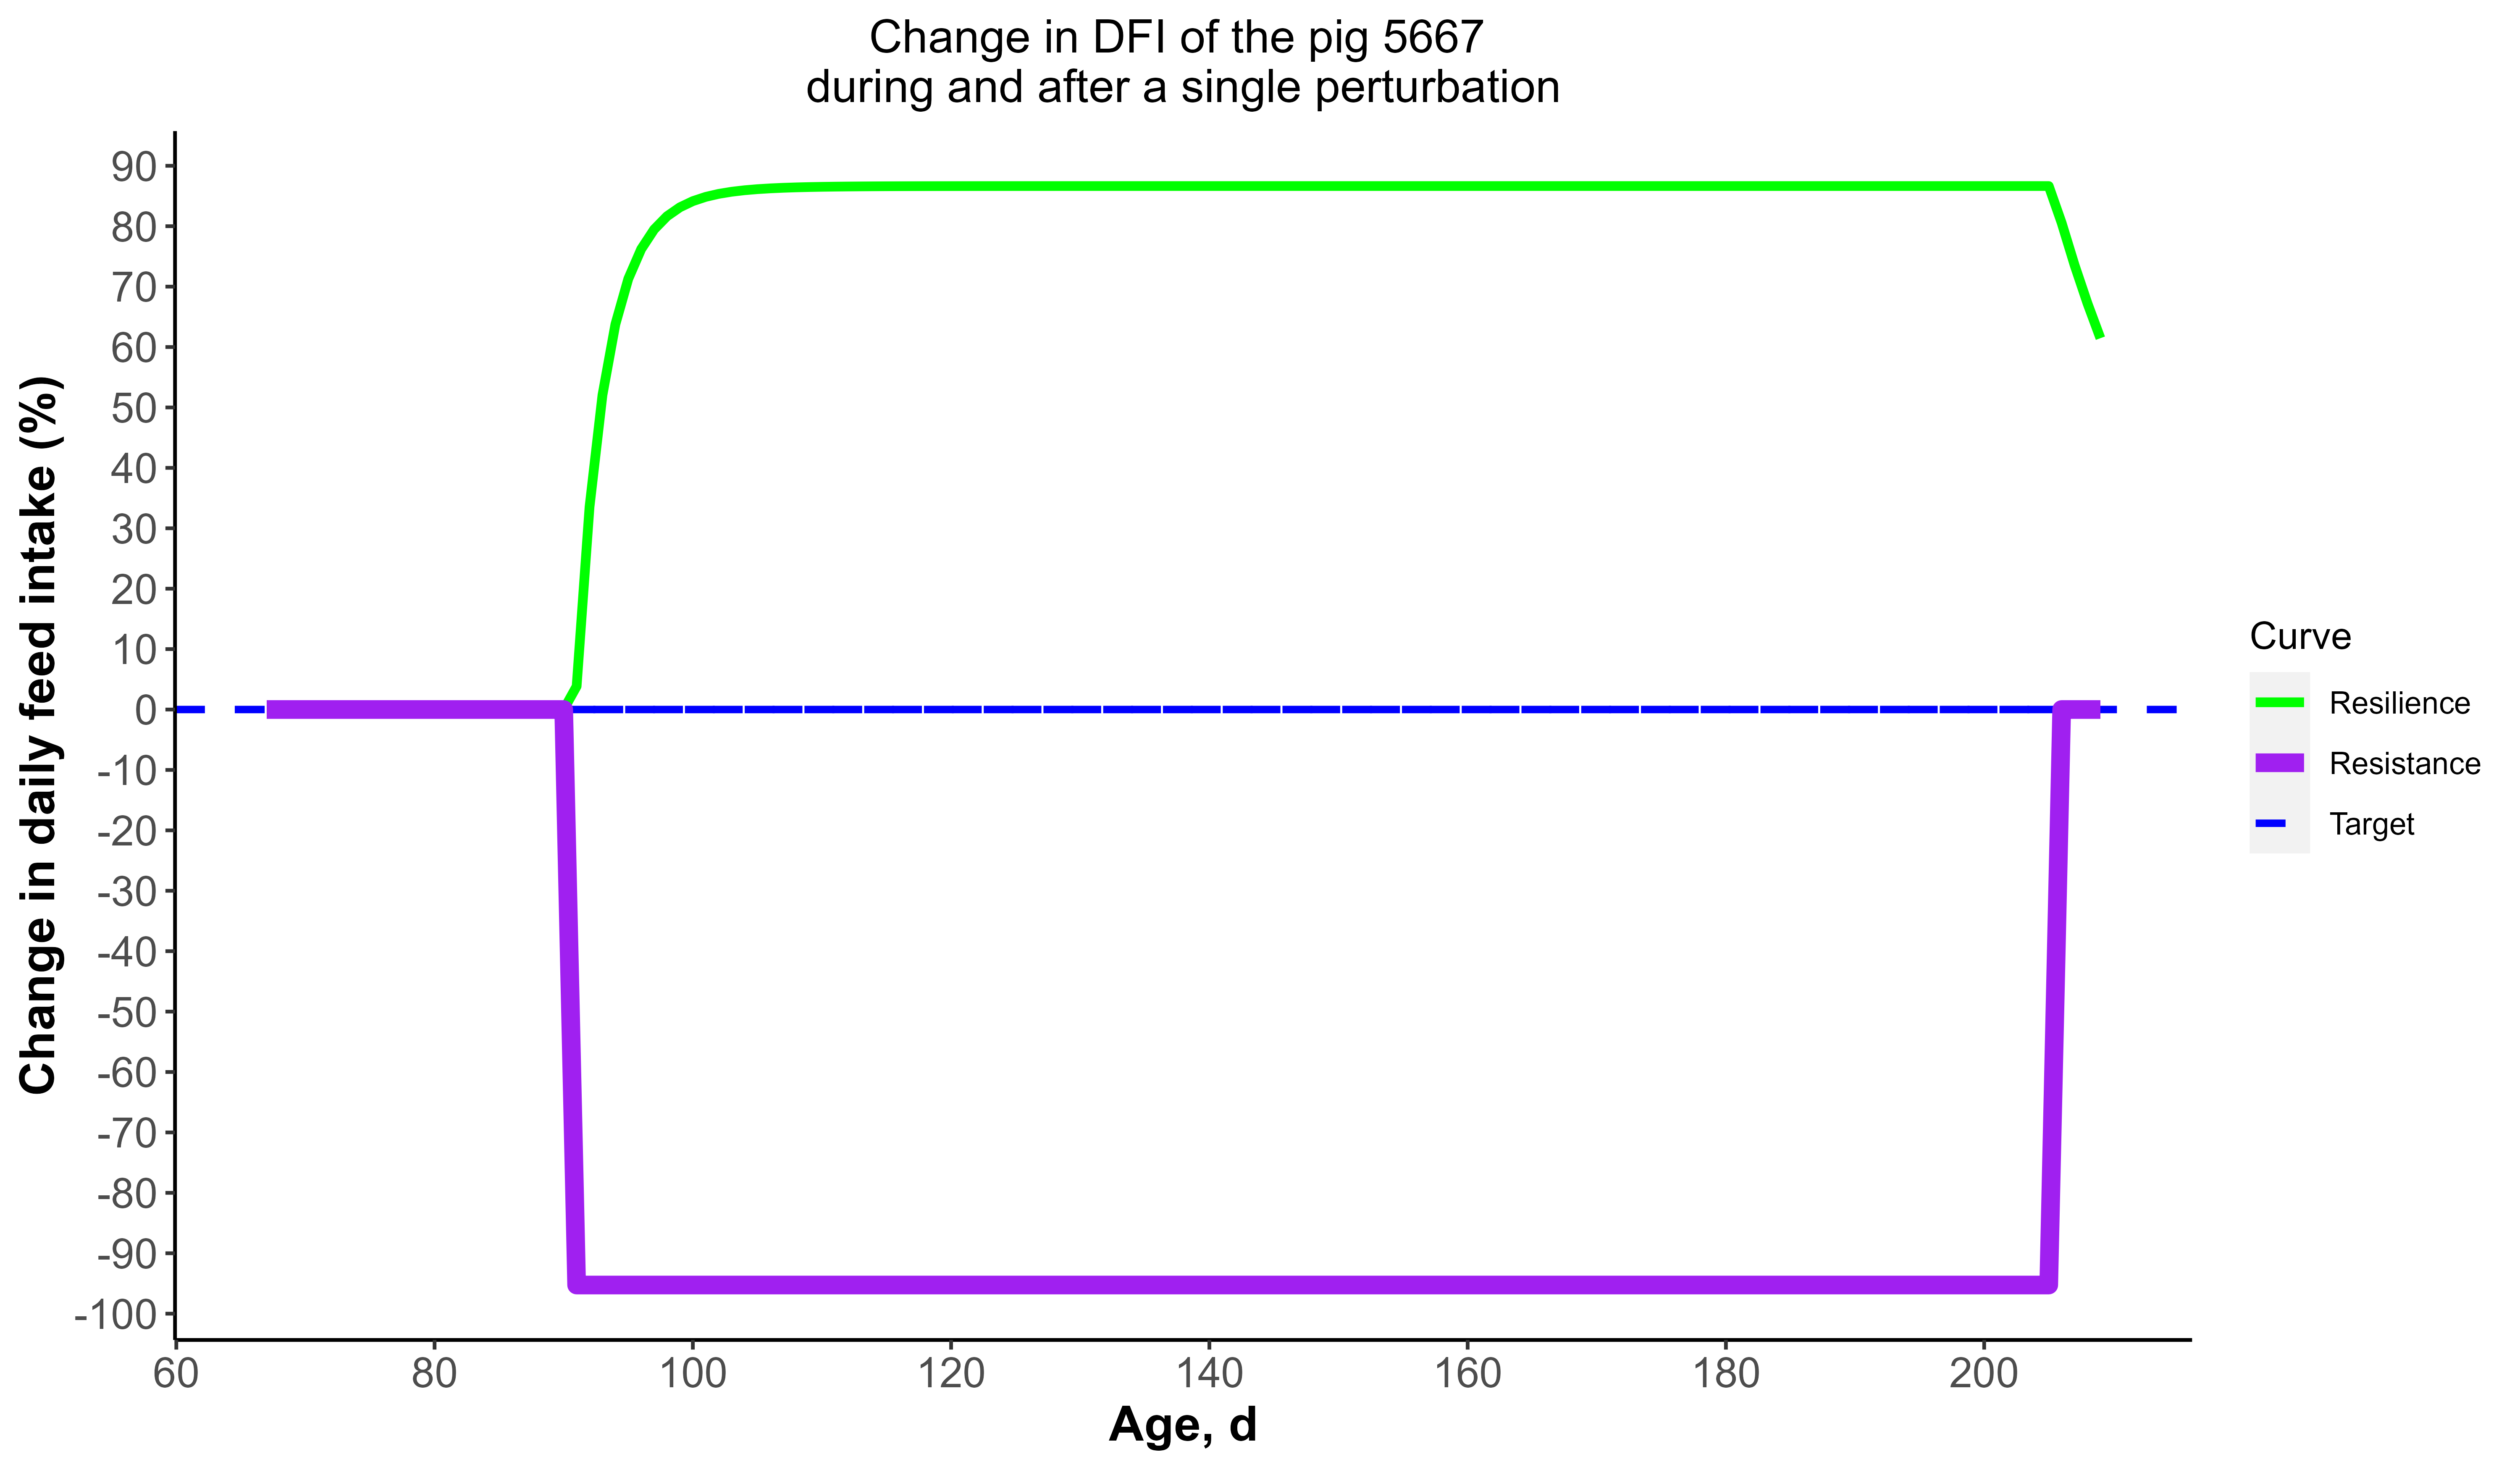 Change in DFI of the pig 5667
during and after a single perturbation
Change in daily feed intake (%)
90
80
70
60
50
40
30
20
10
0
-10
-20
-30
-40
-50
-60
-70
-80
-90
-100
60 80 100 120 140 160 180 200
Age, d
Curve
Resilience
Resistance
Target